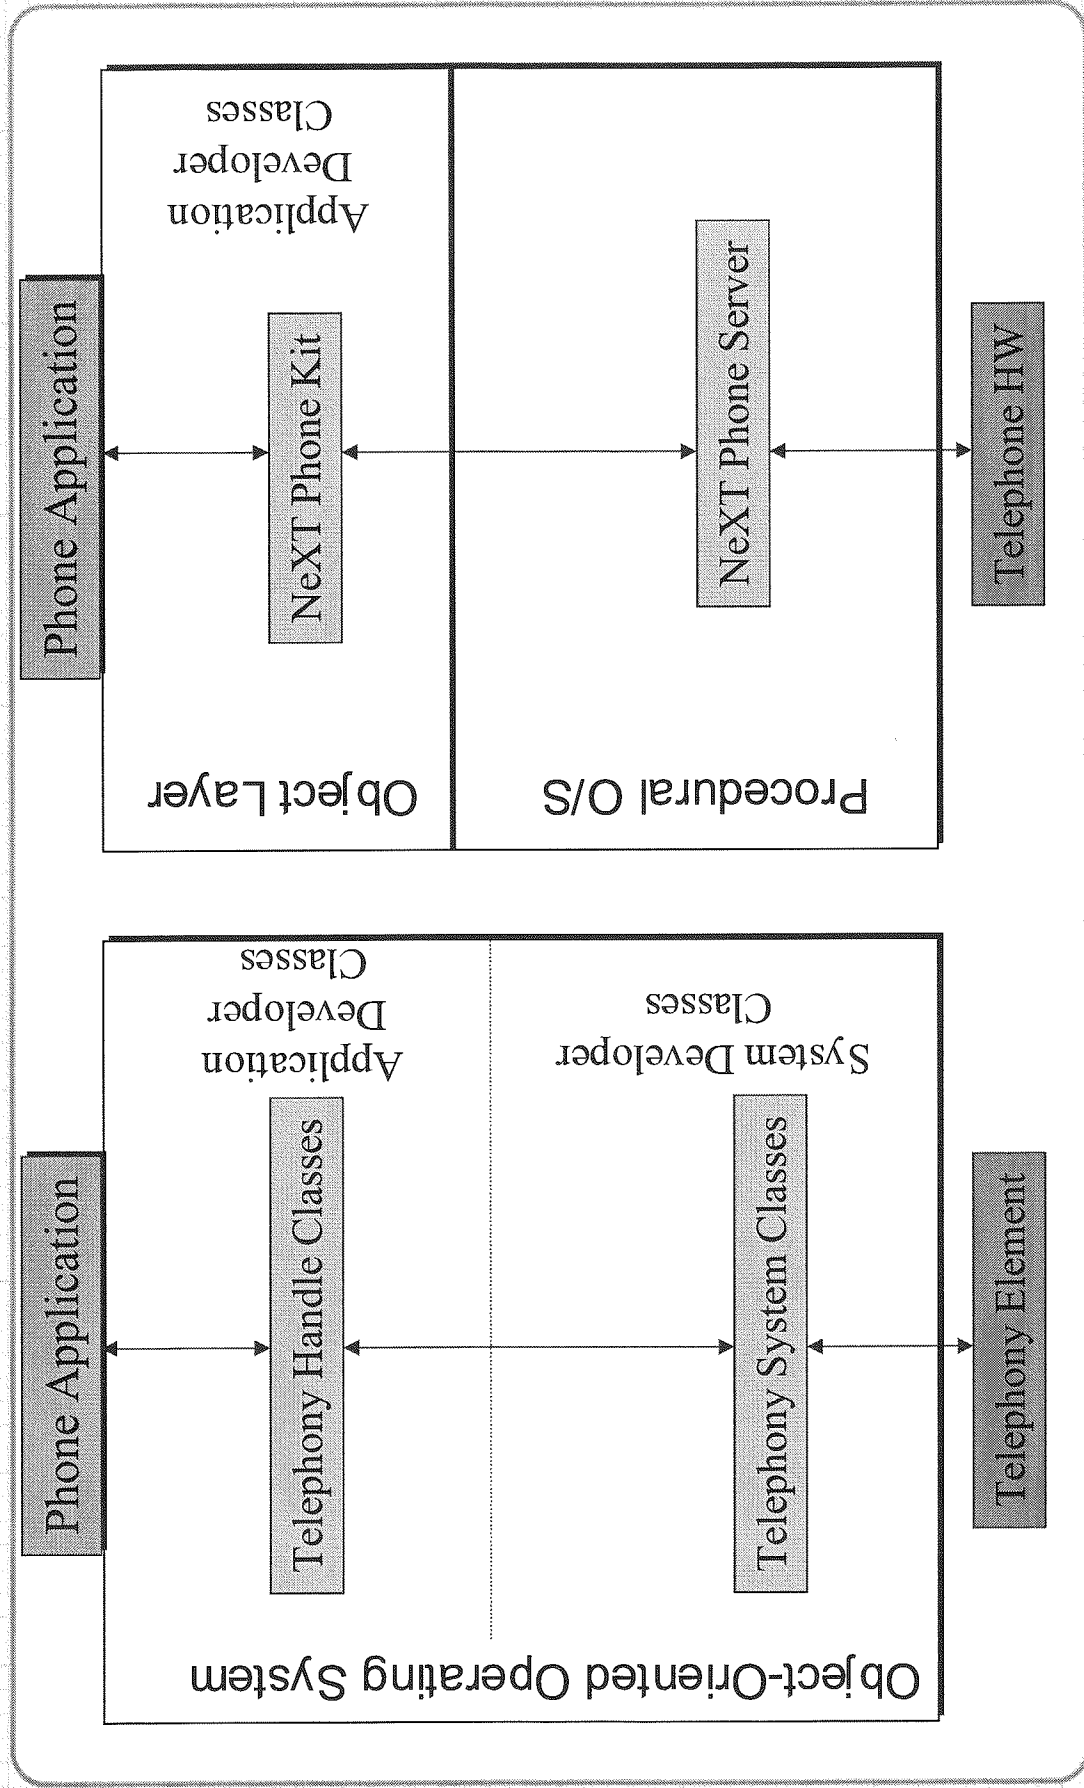 Phone Application
Object-Oriented Operating System
Telephony Handle Classes
Application
Developer
Classes
Telephony System Classes
System Developer
Classes
Telephony Element
Phone Application
Object Layer
NeXT Phone Kit
Application
Developer
Classes
Procedural O/S
NeXT Phone Server
Telephone HW